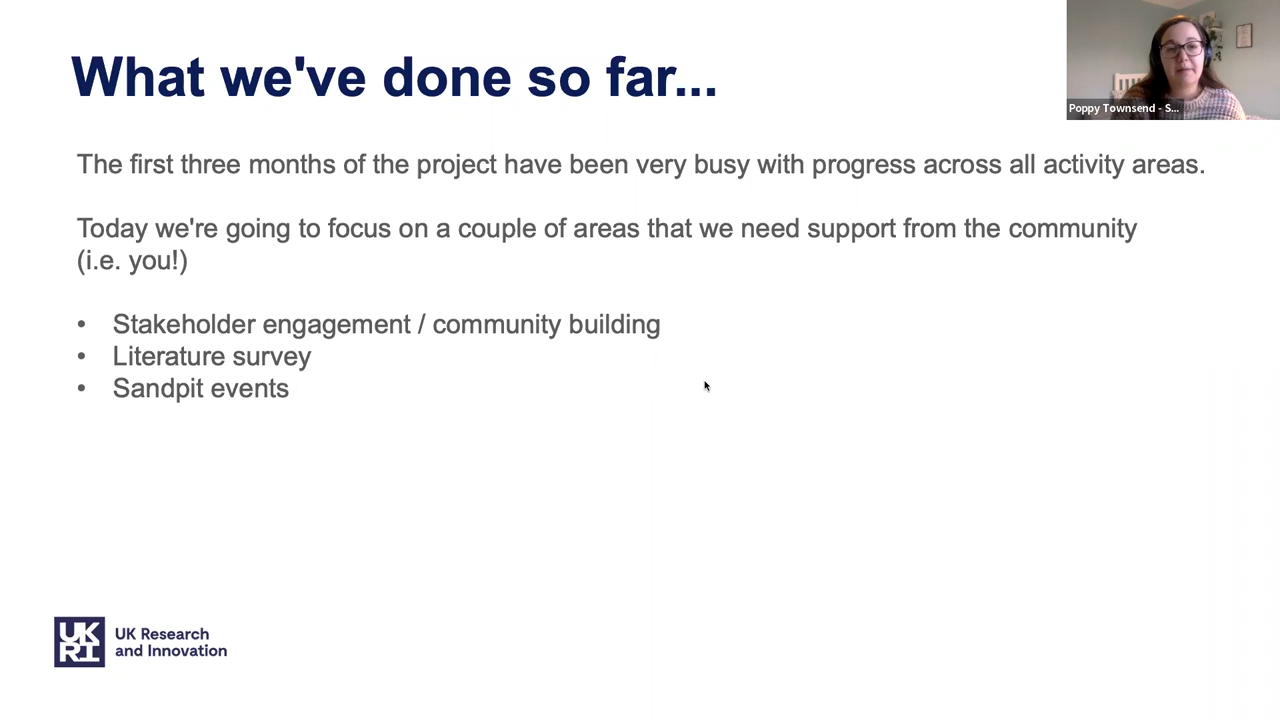 What we've done so far...
Poppy Townsend - S...
The first three months of the project have been very busy with progress across all activity areas.
Today we're going to focus on a couple of areas that we need support from the community
(i.e. you!)
• Stakeholder engagement / community building
• Literature survey
• Sandpit events
UK
RI
UK Research
and Innovation